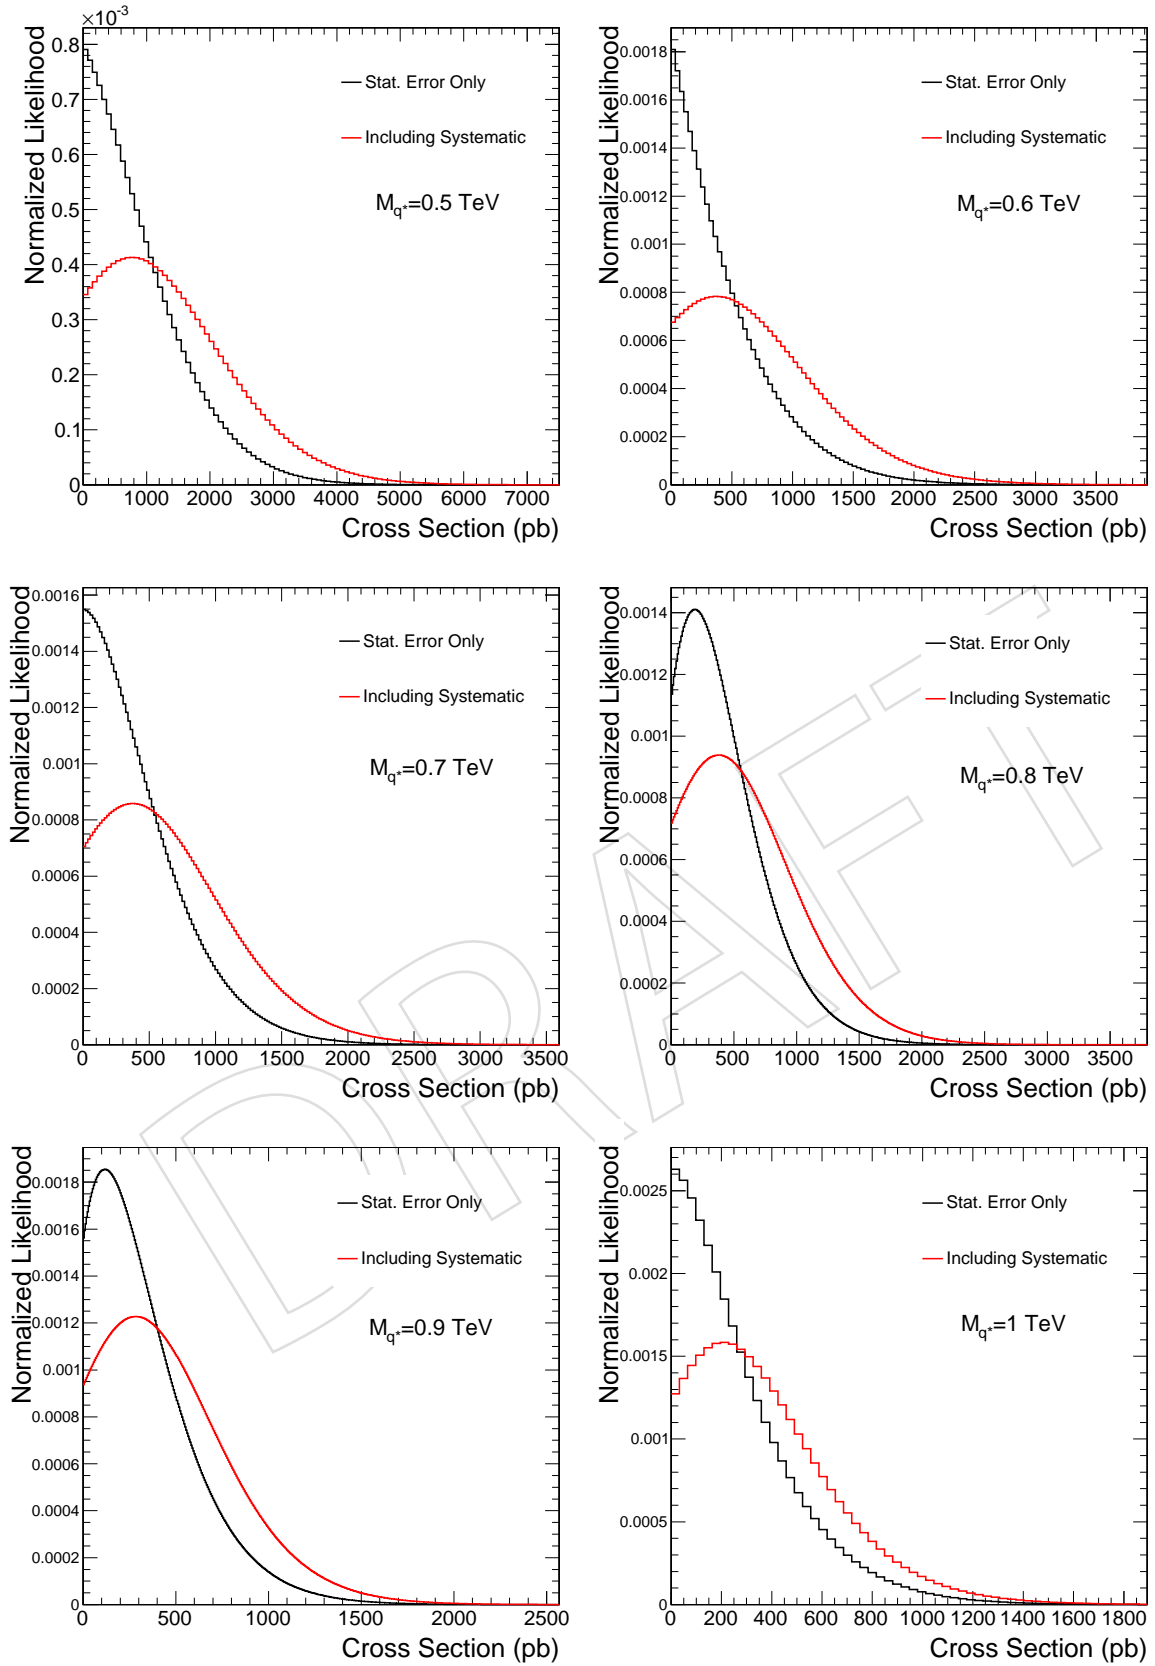 ×10⁻³
Normalized Likelihood
0.8
0.7
0.6
0.5
0.4
0.3
0.2
0.1
0
Stat. Error Only
Including Systematic
M_q*=0.5 TeV
0 1000 2000 3000 4000 5000 6000 7000
Cross Section (pb)
Normalized Likelihood
0.0018
0.0016
0.0014
0.0012
0.001
0.0008
0.0006
0.0004
0.0002
0
Stat. Error Only
Including Systematic
M_q*=0.6 TeV
0 500 1000 1500 2000 2500 3000 3500
Cross Section (pb)
Normalized Likelihood
0.0016
0.0014
0.0012
0.001
0.0008
0.0006
0.0004
0.0002
0
Stat. Error Only
Including Systematic
M_q*=0.7 TeV
0 500 1000 1500 2000 2500 3000 3500
Cross Section (pb)
Normalized Likelihood
0.0014
0.0012
0.001
0.0008
0.0006
0.0004
0.0002
0
Stat. Error Only
Including Systematic
M_q*=0.8 TeV
0 500 1000 1500 2000 2500 3000 3500
Cross Section (pb)
Normalized Likelihood
0.0018
0.0016
0.0014
0.0012
0.001
0.0008
0.0006
0.0004
0.0002
0
Stat. Error Only
Including Systematic
M_q*=0.9 TeV
0 500 1000 1500 2000 2500
Cross Section (pb)
Normalized Likelihood
0.0025
0.002
0.0015
0.001
0.0005
0
Stat. Error Only
Including Systematic
M_q*=1 TeV
0 200 400 600 800 1000 1200 1400 1600 1800
Cross Section (pb)
DRAFT